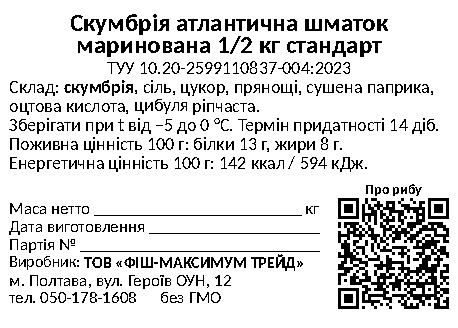 Скумбрія атлантична шматок
маринована 1/2 кг стандарт
ТУУ 10.20-2599110837-004:2023
Склад: скумбрія, сіль, цукор, прянощі, сушена паприка,
оцтова кислота, цибуля ріпчаста.
Зберігати при t від –5 до 0 °С. Термін придатності 14 діб.
Поживна цінність 100 г: білки 13 г, жири 8 г.
Енергетична цінність 100 г: 142 ккал / 594 кДж.
Про рибу
Маса нетто ____________________________ кг
Дата виготовлення ____________________
Партія № ________________________________
Виробник: ТОВ «ФІШ-МАКСИМУМ ТРЕЙД»
м. Полтава, вул. Героїв ОУН, 12
тел. 050-178-1608 без ГМО